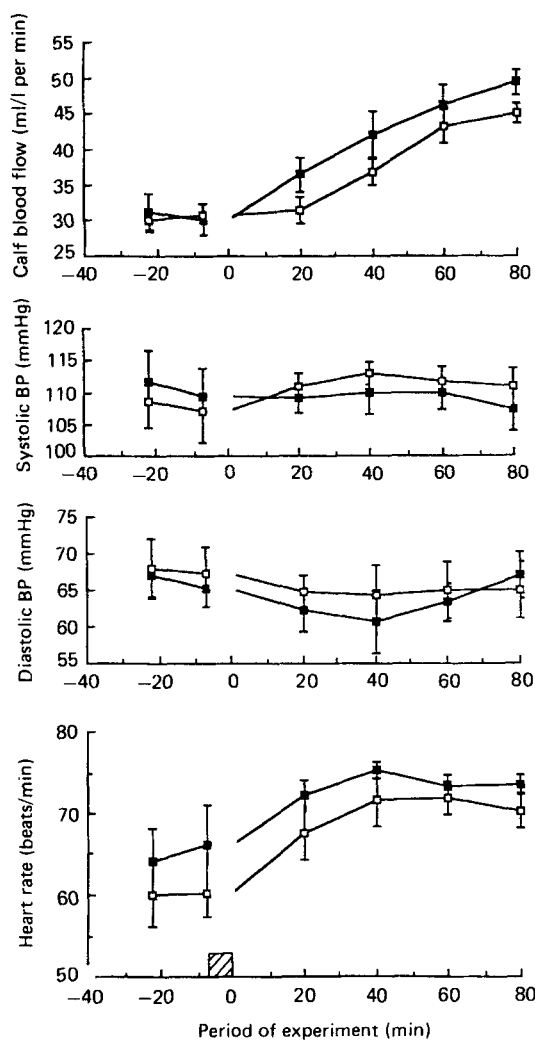 Calf blood flow (ml/l per min)
55
50
45
40
35
30
25
−40 −20 0 20 40 60 80
Systolic BP (mmHg)
120
115
110
105
100
−40 −20 0 20 40 60 80
Diastolic BP (mmHg)
75
70
65
60
55
−40 −20 0 20 40 60 80
Heart rate (beats/min)
80
70
60
50
−40 −20 0 20 40 60 80
Period of experiment (min)